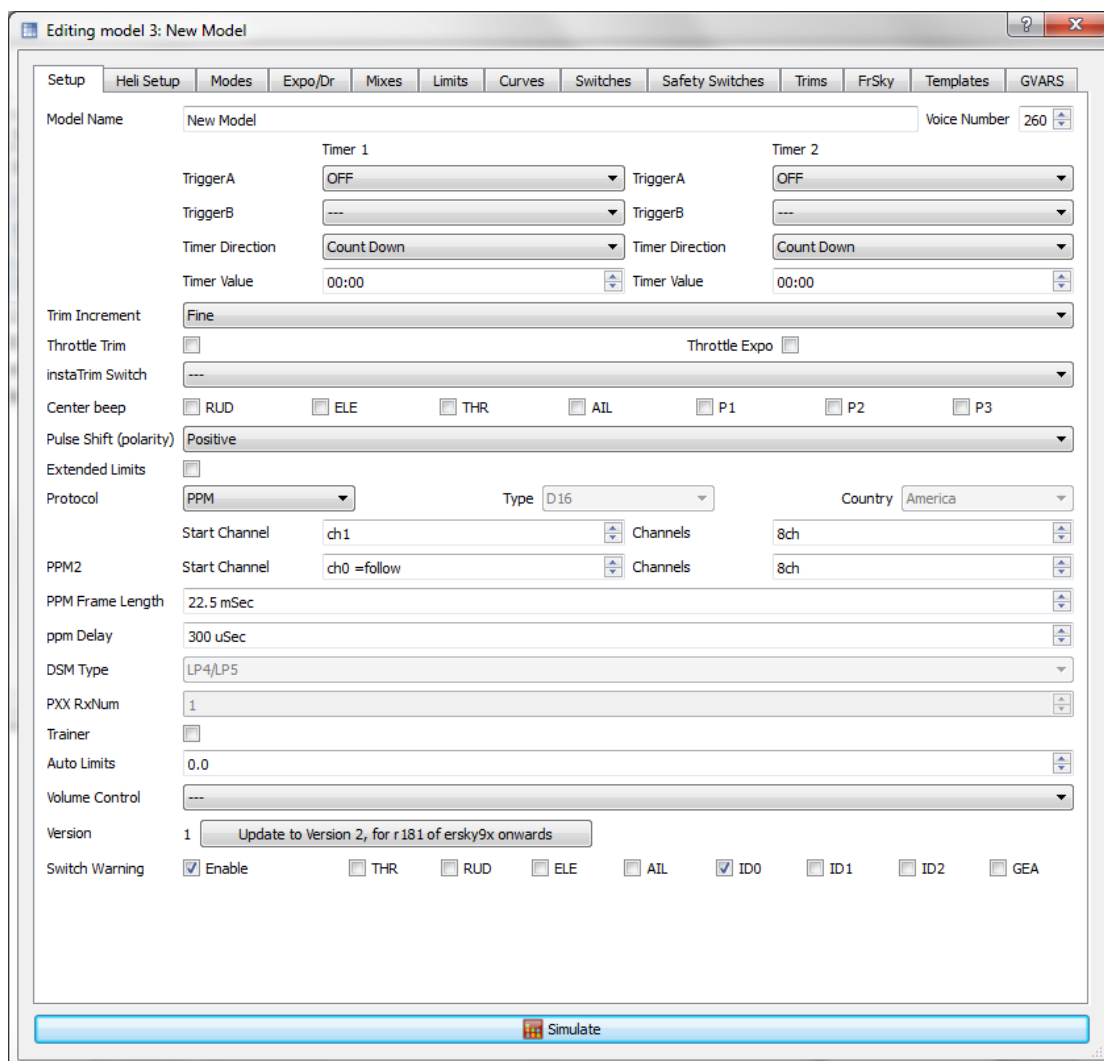 Editing model 3: New Model
Setup Heli Setup Modes Expo/Dr Mixes Limits Curves Switches Safety Switches Trims FrSky Templates GVARS
Model Name New Model Voice Number 260
Timer 1 Timer 2
TriggerA OFF TriggerA OFF
TriggerB --- TriggerB ---
Timer Direction Count Down Timer Direction Count Down
Timer Value 00:00 Timer Value 00:00
Trim Increment Fine
Throttle Trim Throttle Expo
instaTrim Switch ---
Center beep RUD ELE THR AIL P1 P2 P3
Pulse Shift (polarity) Positive
Extended Limits
Protocol PPM Type D16 Country America
Start Channel ch1 Channels 8ch
PPM2 Start Channel ch0 =follow Channels 8ch
PPM Frame Length 22.5 mSec
ppm Delay 300 uSec
DSM Type LP4/LP5
PXX RxNum 1
Trainer
Auto Limits 0.0
Volume Control ---
Version 1 Update to Version 2, for r181 of ersky9x onwards
Switch Warning Enable THR RUD ELE AIL ID0 ID1 ID2 GEA
Simulate